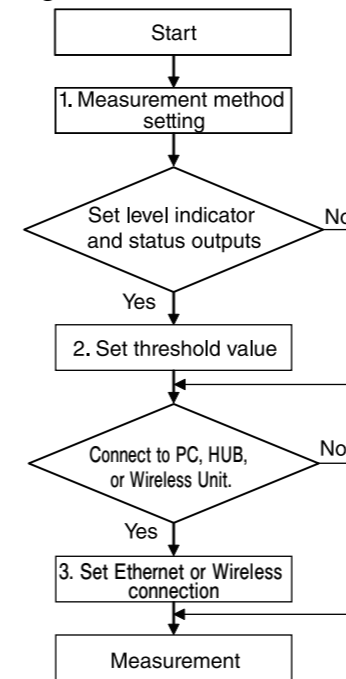 Start
1. Measurement method
setting
Set level indicator
and status outputs
No
Yes
2. Set threshold value
Connect to PC, HUB,
or Wireless Unit.
No
Yes
3. Set Ethernet or Wireless
connection
Measurement